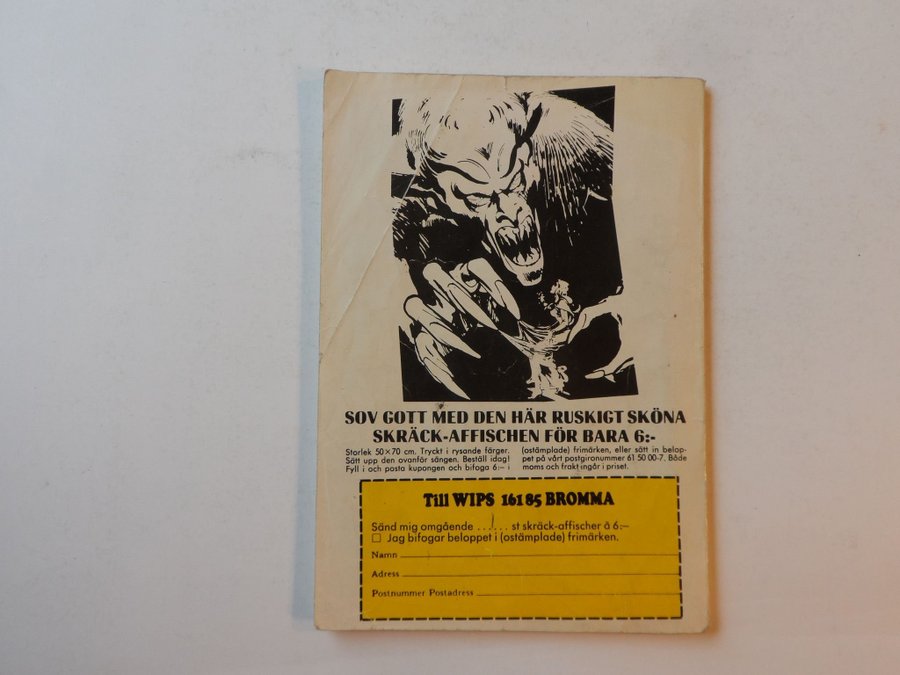 SOV GOTT MED DEN HÄR RUSKIGT SKÖNA
SKRÄCK-AFFISCHEN FÖR BARA 6:-
Storlek 50×70 cm. Tryckt i rysande färger.
Sätt upp den ovanför sängen. Beställ idag!
Fyll i och posta kupongen och bifoga 6:– i
(ostämplade) frimärken, eller sätt in belop-
pet på vårt postgironummer 61 50 00-7. Både
moms och frakt ingår i priset.
Till WIPS 161 85 BROMMA
Sänd mig omgående ...... st skräck-affischer å 6:–
☐ Jag bifogar beloppet i (ostämplade) frimärken.
Namn
Adress
Postnummer Postadress